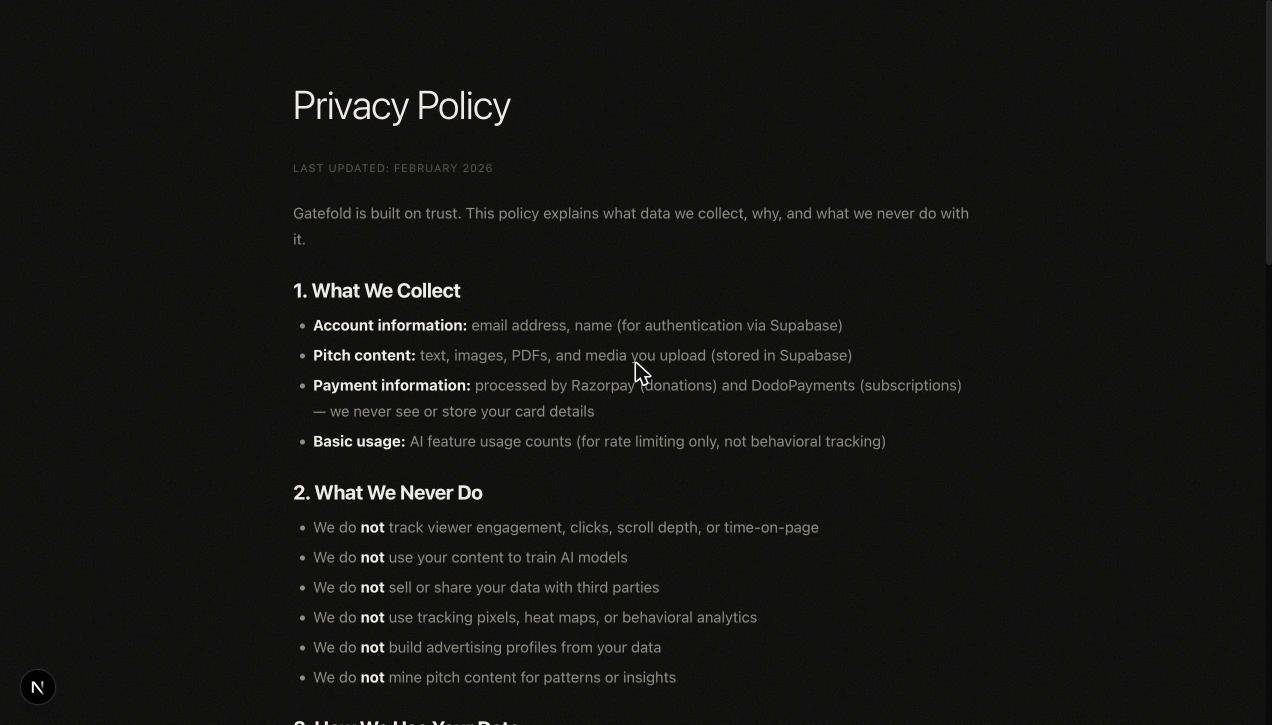 Privacy Policy
LAST UPDATED: FEBRUARY 2026
Gatefold is built on trust. This policy explains what data we collect, why, and what we never do with
it.
1. What We Collect
• Account information: email address, name (for authentication via Supabase)
• Pitch content: text, images, PDFs, and media you upload (stored in Supabase)
• Payment information: processed by Razorpay (donations) and DodoPayments (subscriptions)
— we never see or store your card details
• Basic usage: AI feature usage counts (for rate limiting only, not behavioral tracking)
2. What We Never Do
• We do not track viewer engagement, clicks, scroll depth, or time-on-page
• We do not use your content to train AI models
• We do not sell or share your data with third parties
• We do not use tracking pixels, heat maps, or behavioral analytics
• We do not build advertising profiles from your data
• We do not mine pitch content for patterns or insights
N
3. How We Use Your Data